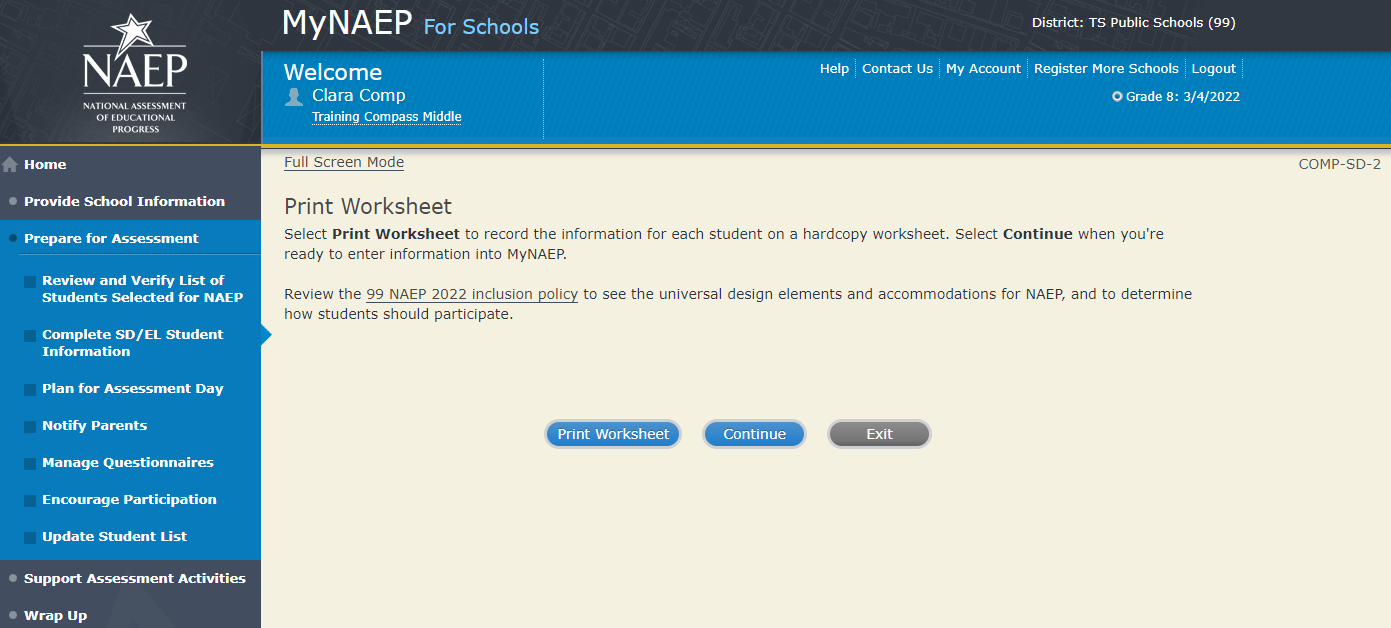 NAEP
NATIONAL ASSESSMENT
OF EDUCATIONAL
PROGRESS
MyNAEP For Schools
District: TS Public Schools (99)
Welcome
Clara Comp
Training Compass Middle
Help Contact Us My Account Register More Schools Logout
Grade 8: 3/4/2022
Home
Provide School Information
Prepare for Assessment
Review and Verify List of
Students Selected for NAEP
Complete SD/EL Student
Information
Plan for Assessment Day
Notify Parents
Manage Questionnaires
Encourage Participation
Update Student List
Support Assessment Activities
Wrap Up
Full Screen Mode
COMP-SD-2
Print Worksheet
Select Print Worksheet to record the information for each student on a hardcopy worksheet. Select Continue when you're
ready to enter information into MyNAEP.
Review the 99 NAEP 2022 inclusion policy to see the universal design elements and accommodations for NAEP, and to determine
how students should participate.
Print Worksheet Continue Exit